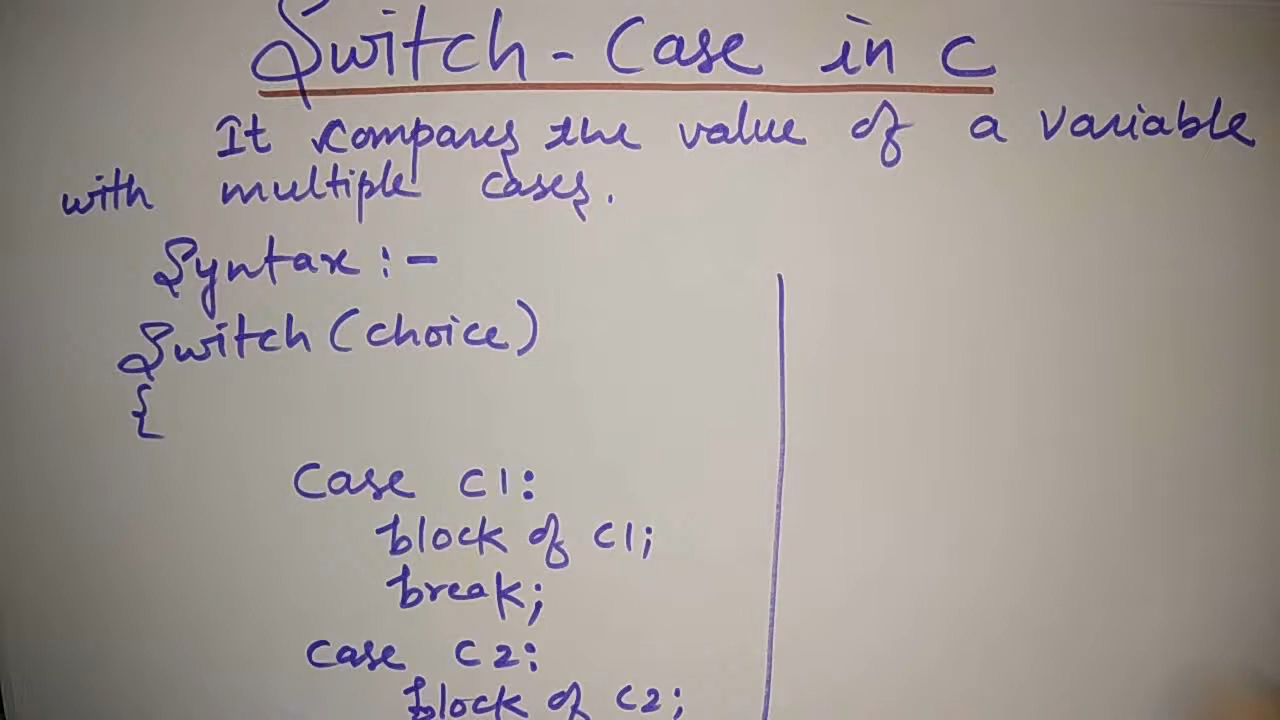 Switch - Case in C
It compares the value of a variable
with multiple cases.
Syntax :-
Switch (choice)
{
Case C1:
block of C1;
break;
Case C2:
block of C2;